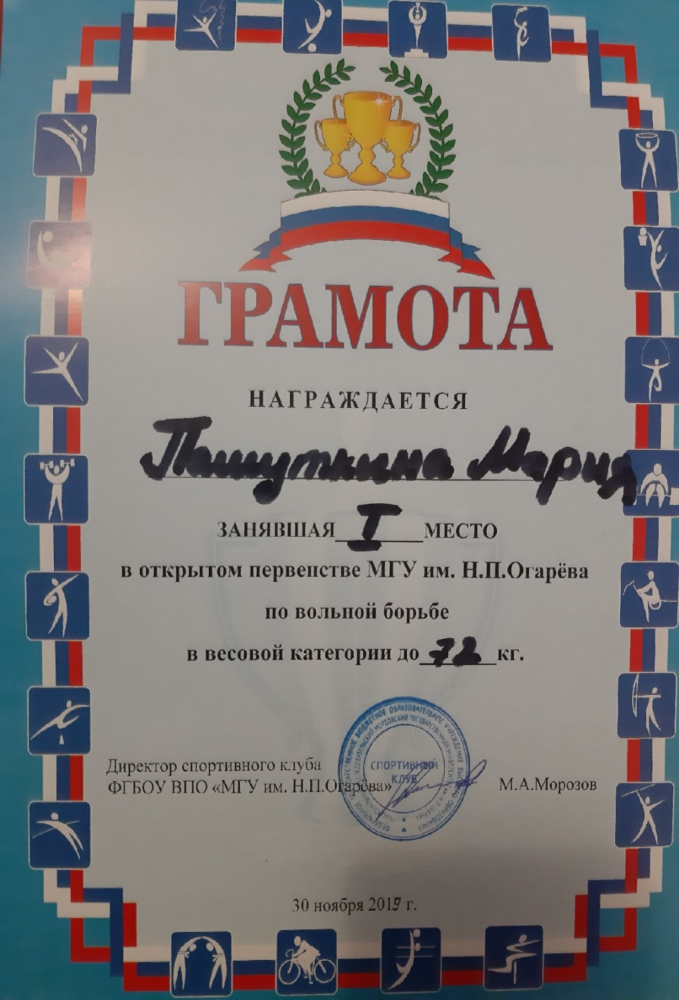 ГРАМОТА
НАГРАЖДАЕТСЯ
Пашуткина Мария
ЗАНЯВШАЯ I МЕСТО
в открытом первенстве МГУ им. Н.П.Огарёва
по вольной борьбе
в весовой категории до 72 кг.
Директор спортивного клуба
ФГБОУ ВПО «МГУ им. Н.П.Огарёва»
М.А.Морозов
СПОРТИВНЫЙ
КЛУБ
30 ноября 2019 г.